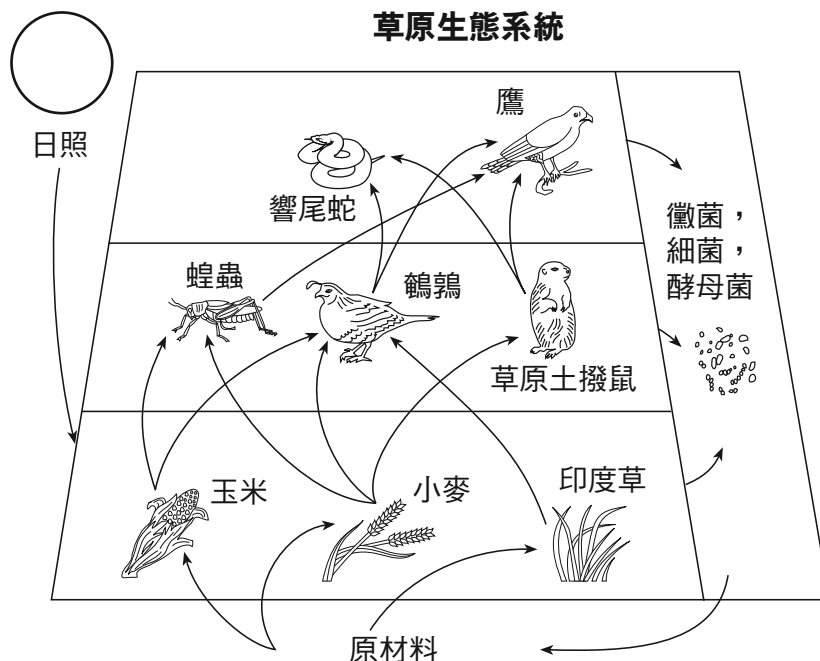 草原生態系統
日照
鷹
響尾蛇
黴菌，
細菌，
酵母菌
蝗蟲
鵪鶉
草原土撥鼠
玉米
小麥
印度草
原材料